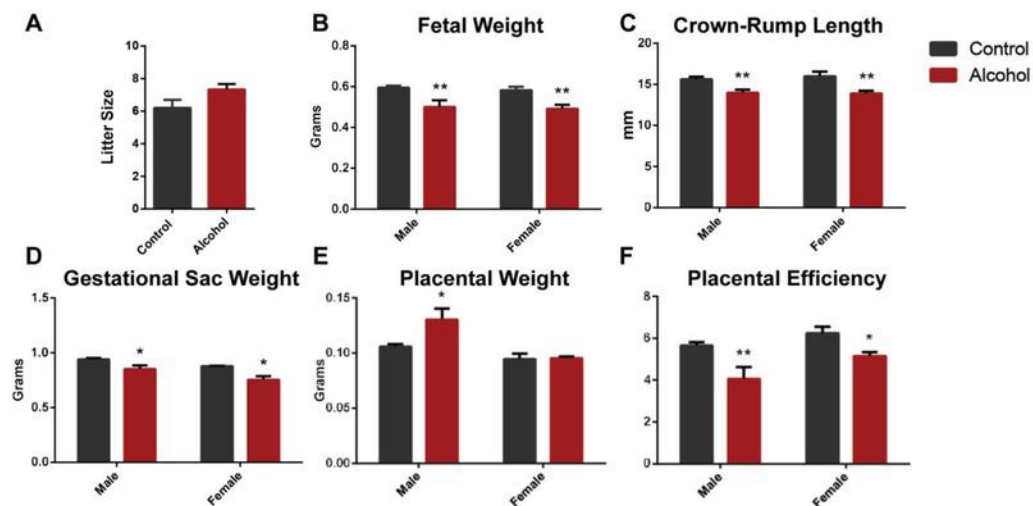 A
Litter Size
8
6
4
2
0
Control
Alcohol
B
Fetal Weight
Grams
0.8
0.6
0.4
0.2
0.0
**
**
Male
Female
C
Crown-Rump Length
mm
20
15
10
5
0
**
**
Male
Female
Control
Alcohol
D
Gestational Sac Weight
Grams
1.5
1.0
0.5
0.0
*
*
Male
Female
E
Placental Weight
Grams
0.15
0.10
0.05
0.00
*
Male
Female
F
Placental Efficiency
8
6
4
2
0
**
*
Male
Female